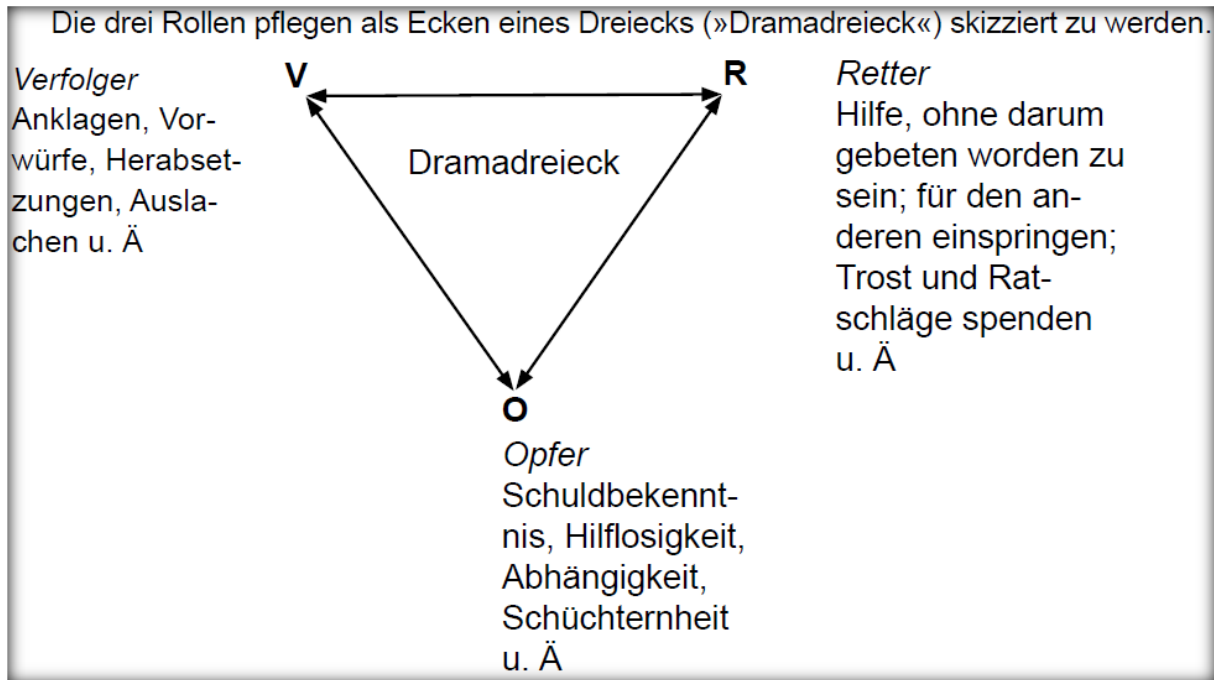 Die drei Rollen pflegen als Ecken eines Dreiecks (»Dramadreieck«) skizziert zu werden.
Verfolger
Anklagen, Vor-
würfe, Herabset-
zungen, Ausla-
chen u. Ä
V
R
Dramadreieck
Retter
Hilfe, ohne darum
gebeten worden zu
sein; für den an-
deren einspringen;
Trost und Rat-
schläge spenden
u. Ä
O
Opfer
Schuldbekennt-
nis, Hilflosigkeit,
Abhängigkeit,
Schüchternheit
u. Ä